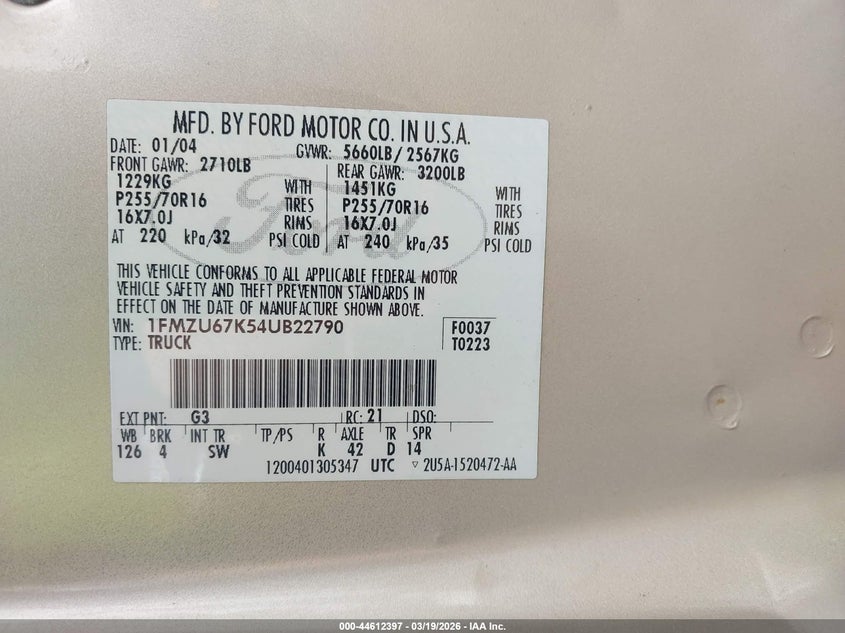 MFD. BY FORD MOTOR CO. IN U.S.A.
DATE: 01/04 GVWR: 5660LB/ 2567KG
FRONT GAWR: 2710LB REAR GAWR: 3200LB
1229KG WITH 1451KG WITH
P255/70R16 TIRES P255/70R16 TIRES
16X7.0J RIMS 16X7.0J RIMS
AT 220 kPa/32 PSI COLD AT 240 kPa/35 PSI COLD
Ford
THIS VEHICLE CONFORMS TO ALL APPLICABLE FEDERAL MOTOR
VEHICLE SAFETY AND THEFT PREVENTION STANDARDS IN
EFFECT ON THE DATE OF MANUFACTURE SHOWN ABOVE.
VIN: 1FMZU67K54UB22790 F0037
TYPE: TRUCK T0223
EXT PNT: G3 RC: 21 DSO:
WB BRK INT TR TP/PS R AXLE TR SPR
126 4 SW K 42 D 14
1200401305347 UTC ▽ 2U5A-1520472-AA
000-44612397 - 03/19/2026 - IAA Inc.